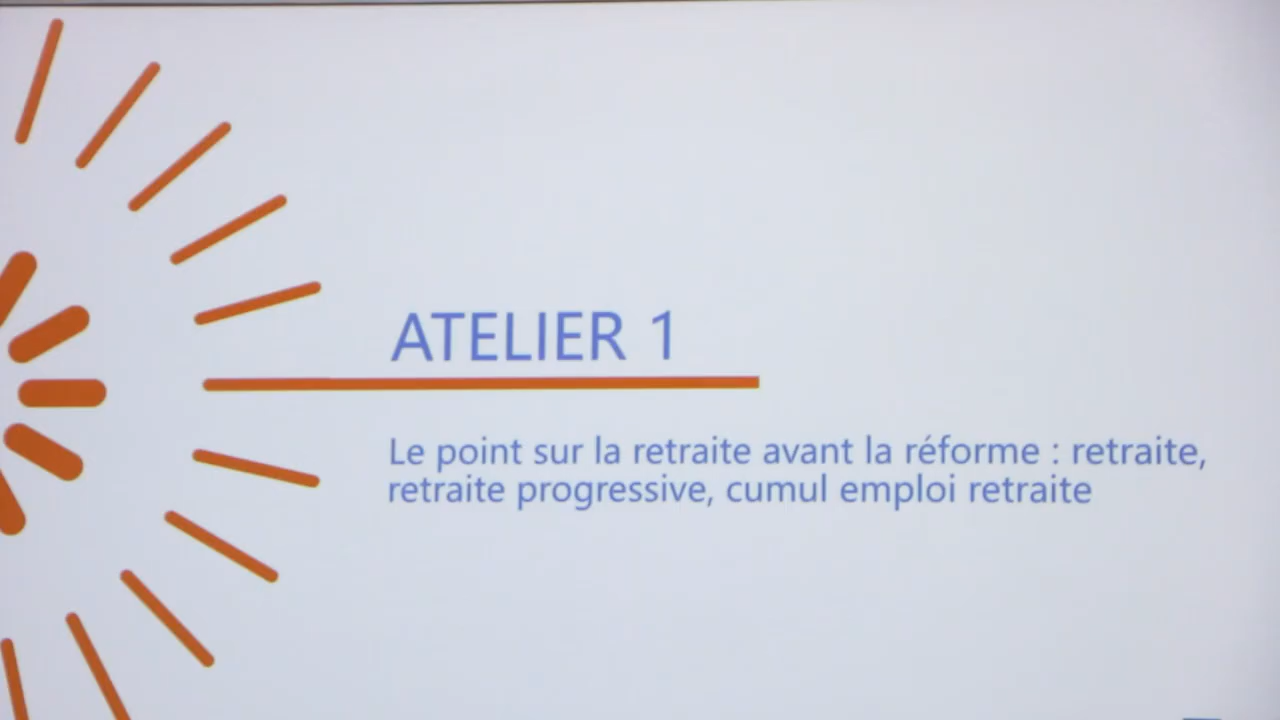 ATELIER 1
Le point sur la retraite avant la réforme : retraite,
retraite progressive, cumul emploi retraite